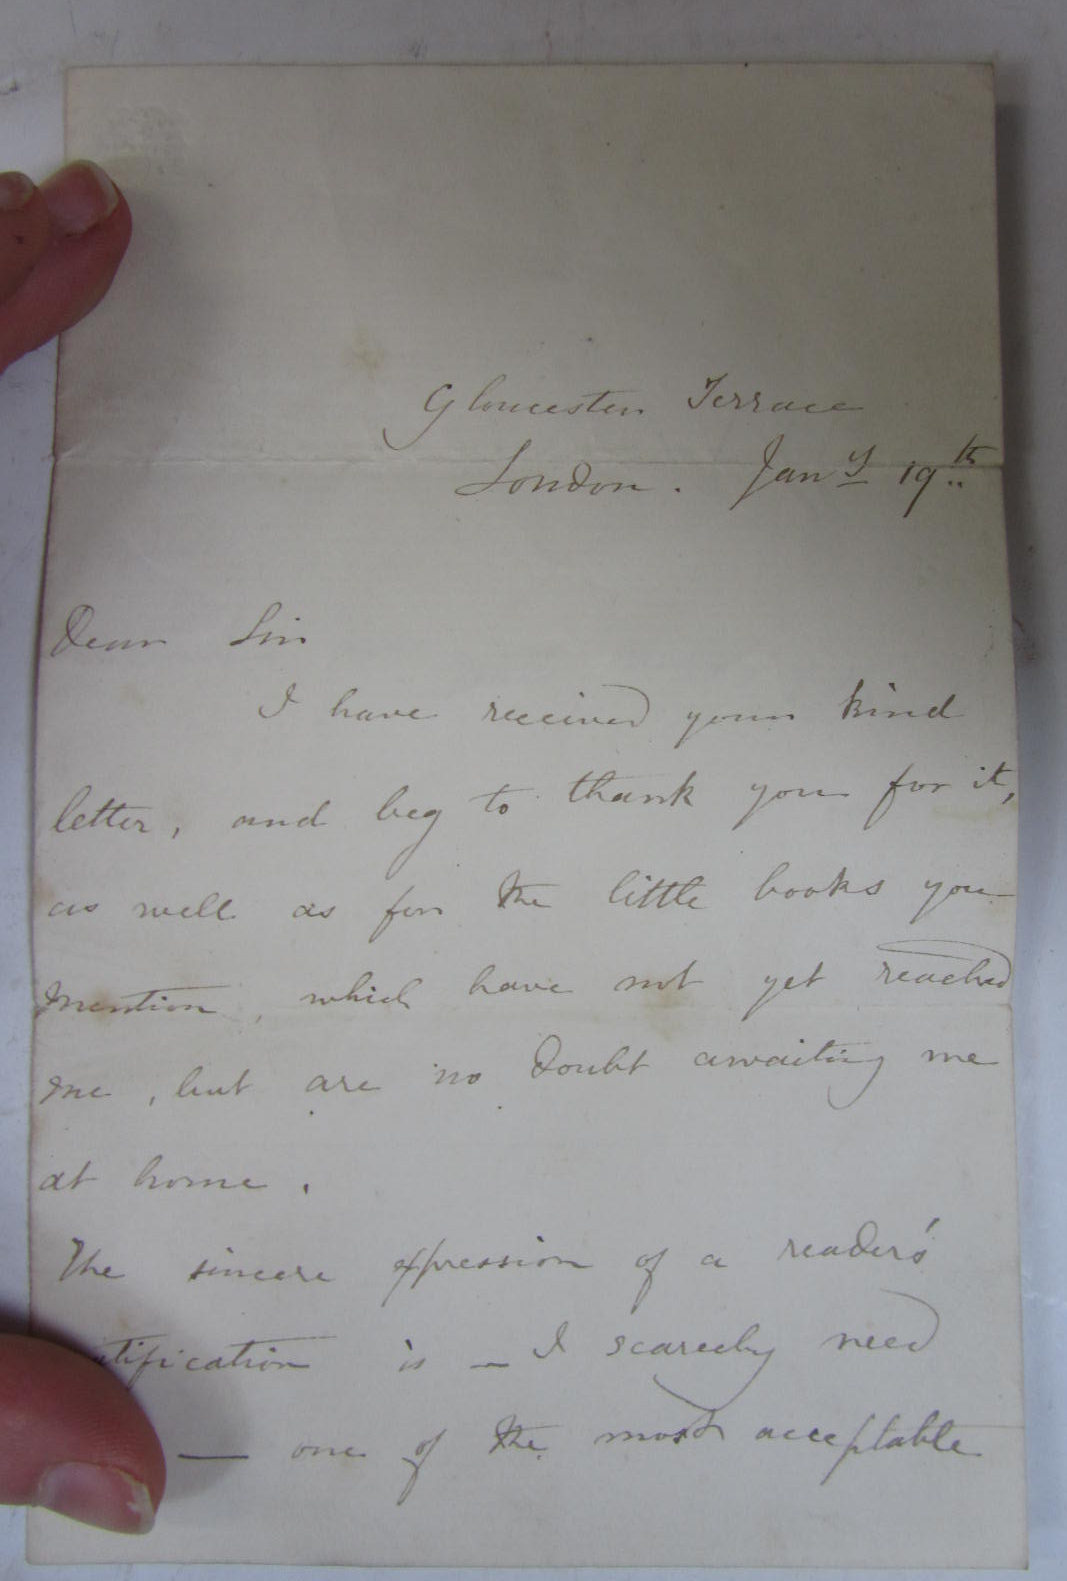 Gloucester Terrace
London. Jan^y 19^th
Dear Sir
I have received your kind
letter, and beg to thank you for it,
as well as for the little books you
mention, which have not yet reached
me, but are no doubt awaiting me
at home.
The sincere expression of a reader's
is — I scarcely need
— one of the most acceptable